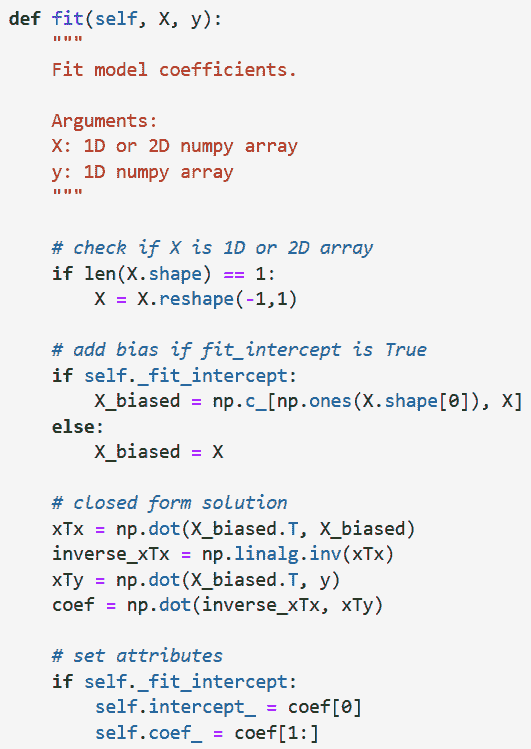 def fit(self, X, y):
    """
    Fit model coefficients.

    Arguments:
    X: 1D or 2D numpy array
    y: 1D numpy array
    """

    # check if X is 1D or 2D array
    if len(X.shape) == 1:
        X = X.reshape(-1,1)

    # add bias if fit_intercept is True
    if self._fit_intercept:
        X_biased = np.c_[np.ones(X.shape[0]), X]
    else:
        X_biased = X

    # closed form solution
    xTx = np.dot(X_biased.T, X_biased)
    inverse_xTx = np.linalg.inv(xTx)
    xTy = np.dot(X_biased.T, y)
    coef = np.dot(inverse_xTx, xTy)

    # set attributes
    if self._fit_intercept:
        self.intercept_ = coef[0]
        self.coef_ = coef[1:]